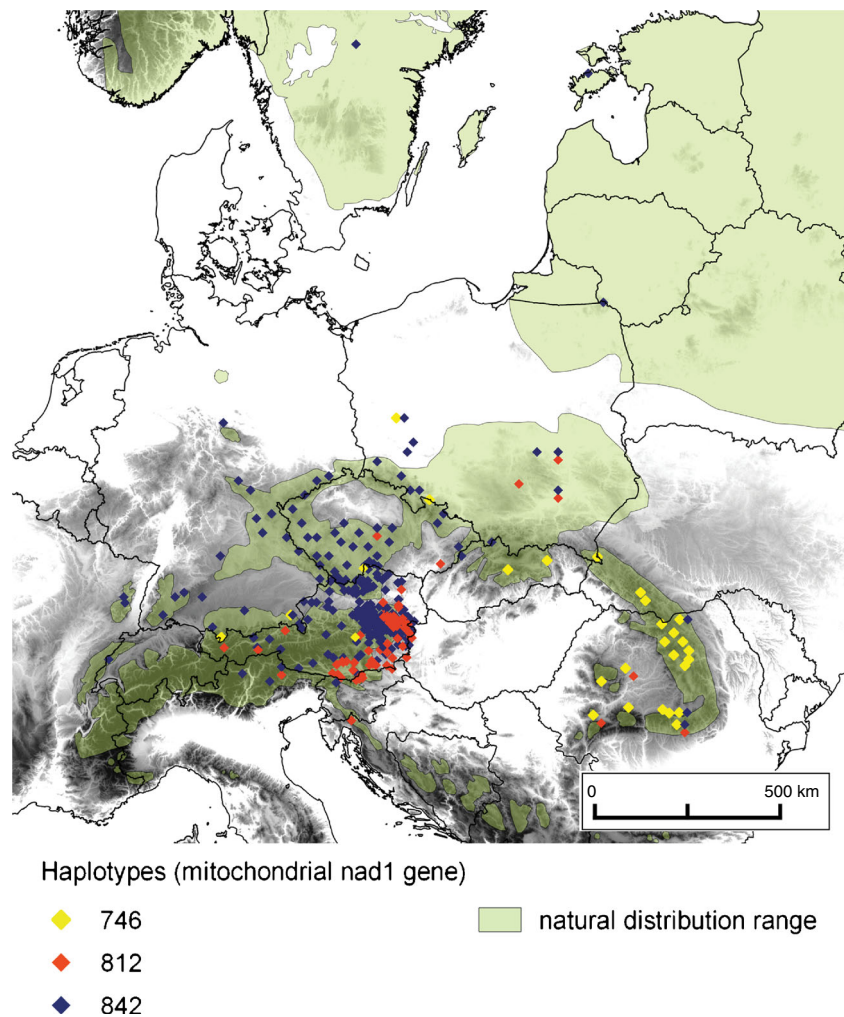 0 500 km
Haplotypes (mitochondrial nad1 gene)
746 natural distribution range
812
842